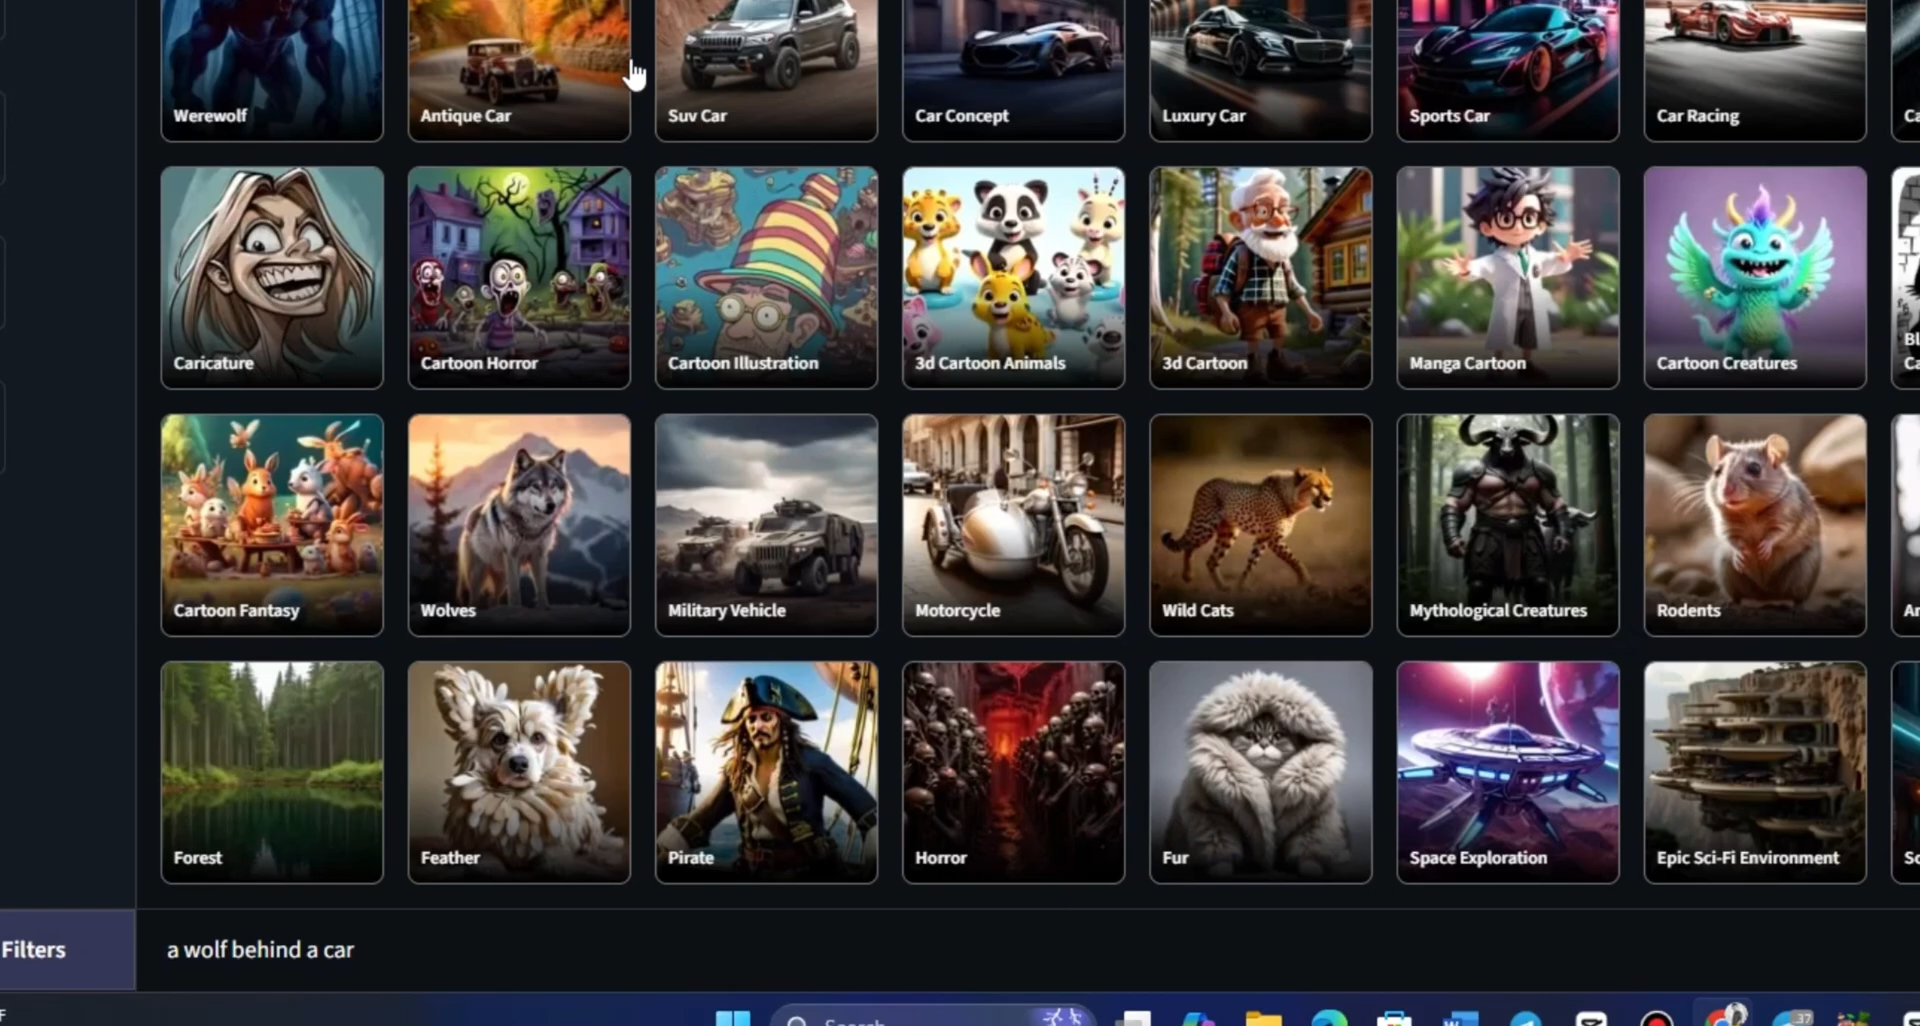 Werewolf
Antique Car
Suv Car
Car Concept
Luxury Car
Sports Car
Car Racing
Caricature
Cartoon Horror
Cartoon Illustration
3d Cartoon Animals
3d Cartoon
Manga Cartoon
Cartoon Creatures
Cartoon Fantasy
Wolves
Military Vehicle
Motorcycle
Wild Cats
Mythological Creatures
Rodents
Forest
Feather
Pirate
Horror
Fur
Space Exploration
Epic Sci-Fi Environment
Filters
a wolf behind a car
Search
37